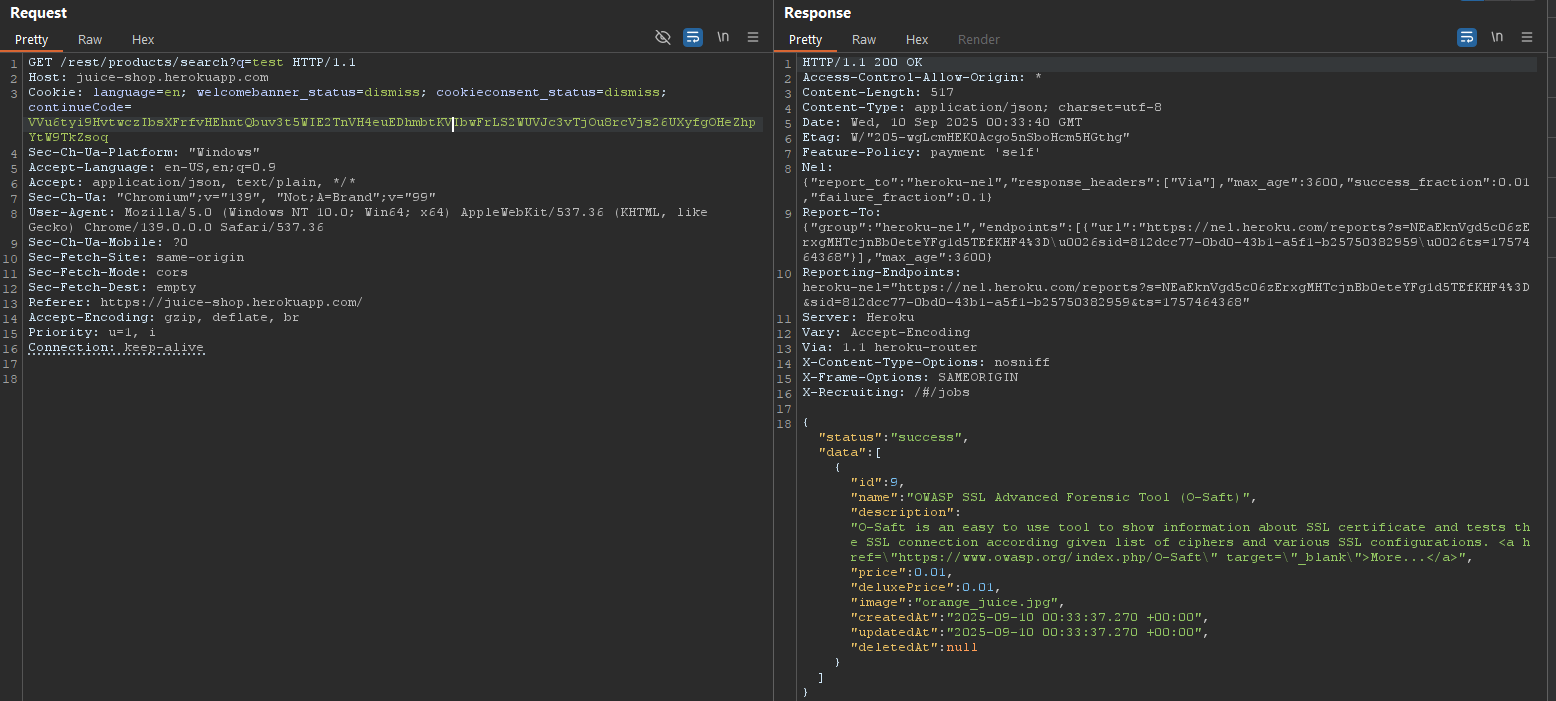 Request
Pretty Raw Hex \n
1 GET /rest/products/search?q=test HTTP/1.1
2 Host: juice-shop.herokuapp.com
3 Cookie: language=en; welcomebanner_status=dismiss; cookieconsent_status=dismiss;
continueCode=
VVu6tyi9HvtwczIbsXFrfvHEhntQbuv3t5WIE2TnVH4euEDhmbtKVIbwFrLS2WUVJc3vTjOu8rcVjs26UXyfgOHeZhp
YtW9TkZsoq
4 Sec-Ch-Ua-Platform: "Windows"
5 Accept-Language: en-US,en;q=0.9
6 Accept: application/json, text/plain, */*
7 Sec-Ch-Ua: "Chromium";v="139", "Not;A=Brand";v="99"
8 User-Agent: Mozilla/5.0 (Windows NT 10.0; Win64; x64) AppleWebKit/537.36 (KHTML, like
Gecko) Chrome/139.0.0.0 Safari/537.36
9 Sec-Ch-Ua-Mobile: ?0
10 Sec-Fetch-Site: same-origin
11 Sec-Fetch-Mode: cors
12 Sec-Fetch-Dest: empty
13 Referer: https://juice-shop.herokuapp.com/
14 Accept-Encoding: gzip, deflate, br
15 Priority: u=1, i
16 Connection: keep-alive
17
18
Response
Pretty Raw Hex Render \n
1 HTTP/1.1 200 OK
2 Access-Control-Allow-Origin: *
3 Content-Length: 517
4 Content-Type: application/json; charset=utf-8
5 Date: Wed, 10 Sep 2025 00:33:40 GMT
6 Etag: W/"205-wgLcmHEKOAcgo5nSboHcm5HGthg"
7 Feature-Policy: payment 'self'
8 Nel:
{"report_to":"heroku-nel","response_headers":["Via"],"max_age":3600,"success_fraction":0.01
,"failure_fraction":0.1}
9 Report-To:
{"group":"heroku-nel","endpoints":[{"url":"https://nel.heroku.com/reports?s=NEaEknVgd5cO6zE
rxgMHTcjnBbOeteYFg1d5TEfKHF4%3D\u0026sid=812dcc77-0bd0-43b1-a5f1-b25750382959\u0026ts=1757
464368"}],"max_age":3600}
10 Reporting-Endpoints:
heroku-nel="https://nel.heroku.com/reports?s=NEaEknVgd5cO6zErxgMHTcjnBbOeteYFg1d5TEfKHF4%3D
&sid=812dcc77-0bd0-43b1-a5f1-b25750382959&ts=1757464368"
11 Server: Heroku
12 Vary: Accept-Encoding
13 Via: 1.1 heroku-router
14 X-Content-Type-Options: nosniff
15 X-Frame-Options: SAMEORIGIN
16 X-Recruiting: /#/jobs
17
18 {
"status":"success",
"data":[
{
"id":9,
"name":"OWASP SSL Advanced Forensic Tool (O-Saft)",
"description":
"O-Saft is an easy to use tool to show information about SSL certificate and tests th
e SSL connection according given list of ciphers and various SSL configurations. <a h
ref=\"https://www.owasp.org/index.php/O-Saft\" target=\"_blank\">More...</a>",
"price":0.01,
"deluxePrice":0.01,
"image":"orange_juice.jpg",
"createdAt":"2025-09-10 00:33:37.270 +00:00",
"updatedAt":"2025-09-10 00:33:37.270 +00:00",
"deletedAt":null
}
]
}